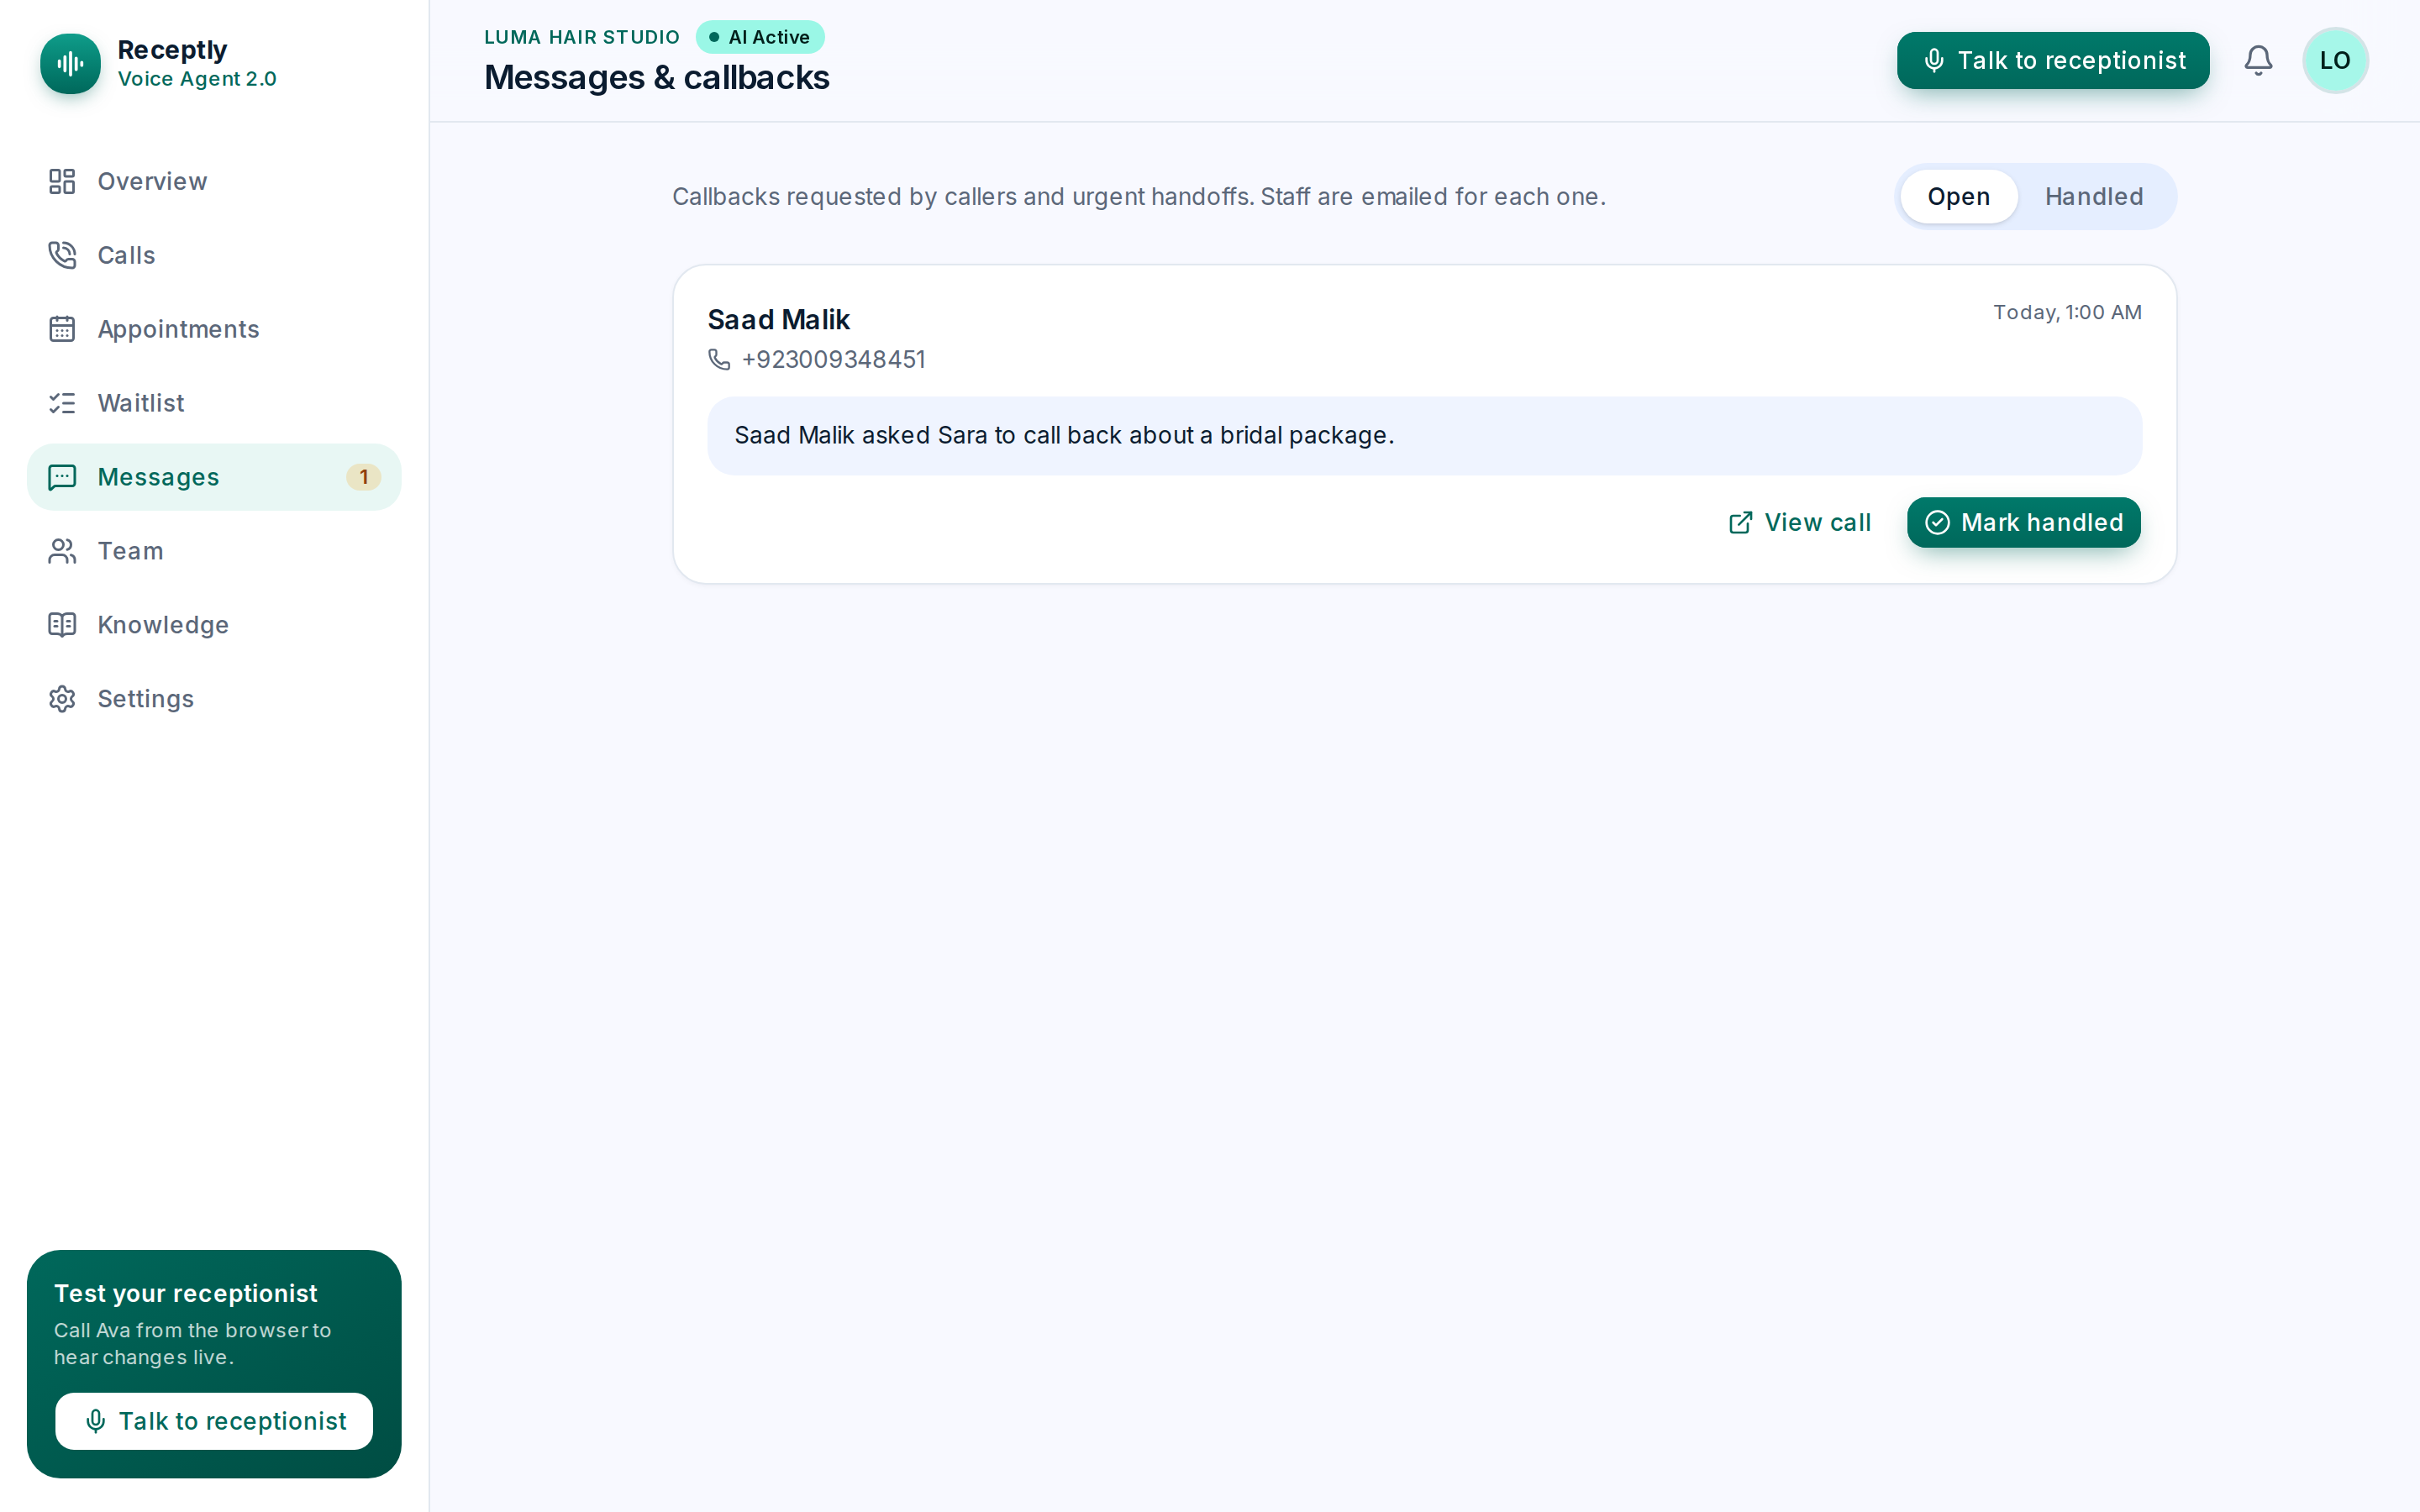 Receptly
Voice Agent 2.0
Overview
Calls
Appointments
Waitlist
Messages 1
Team
Knowledge
Settings
Test your receptionist
Call Ava from the browser to
hear changes live.
Talk to receptionist
LUMA HAIR STUDIO AI Active
Messages & callbacks
Talk to receptionist
LO
Callbacks requested by callers and urgent handoffs. Staff are emailed for each one.
Open Handled
Saad Malik
Today, 1:00 AM
+923009348451
Saad Malik asked Sara to call back about a bridal package.
View call Mark handled